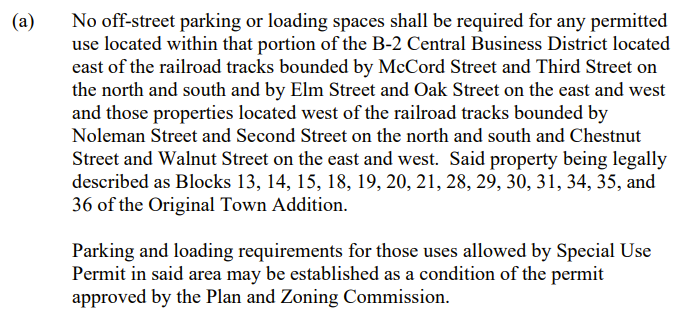 (a) No off-street parking or loading spaces shall be required for any permitted
use located within that portion of the B-2 Central Business District located
east of the railroad tracks bounded by McCord Street and Third Street on
the north and south and by Elm Street and Oak Street on the east and west
and those properties located west of the railroad tracks bounded by
Noleman Street and Second Street on the north and south and Chestnut
Street and Walnut Street on the east and west.  Said property being legally
described as Blocks 13, 14, 15, 18, 19, 20, 21, 28, 29, 30, 31, 34, 35, and
36 of the Original Town Addition.
Parking and loading requirements for those uses allowed by Special Use
Permit in said area may be established as a condition of the permit
approved by the Plan and Zoning Commission.